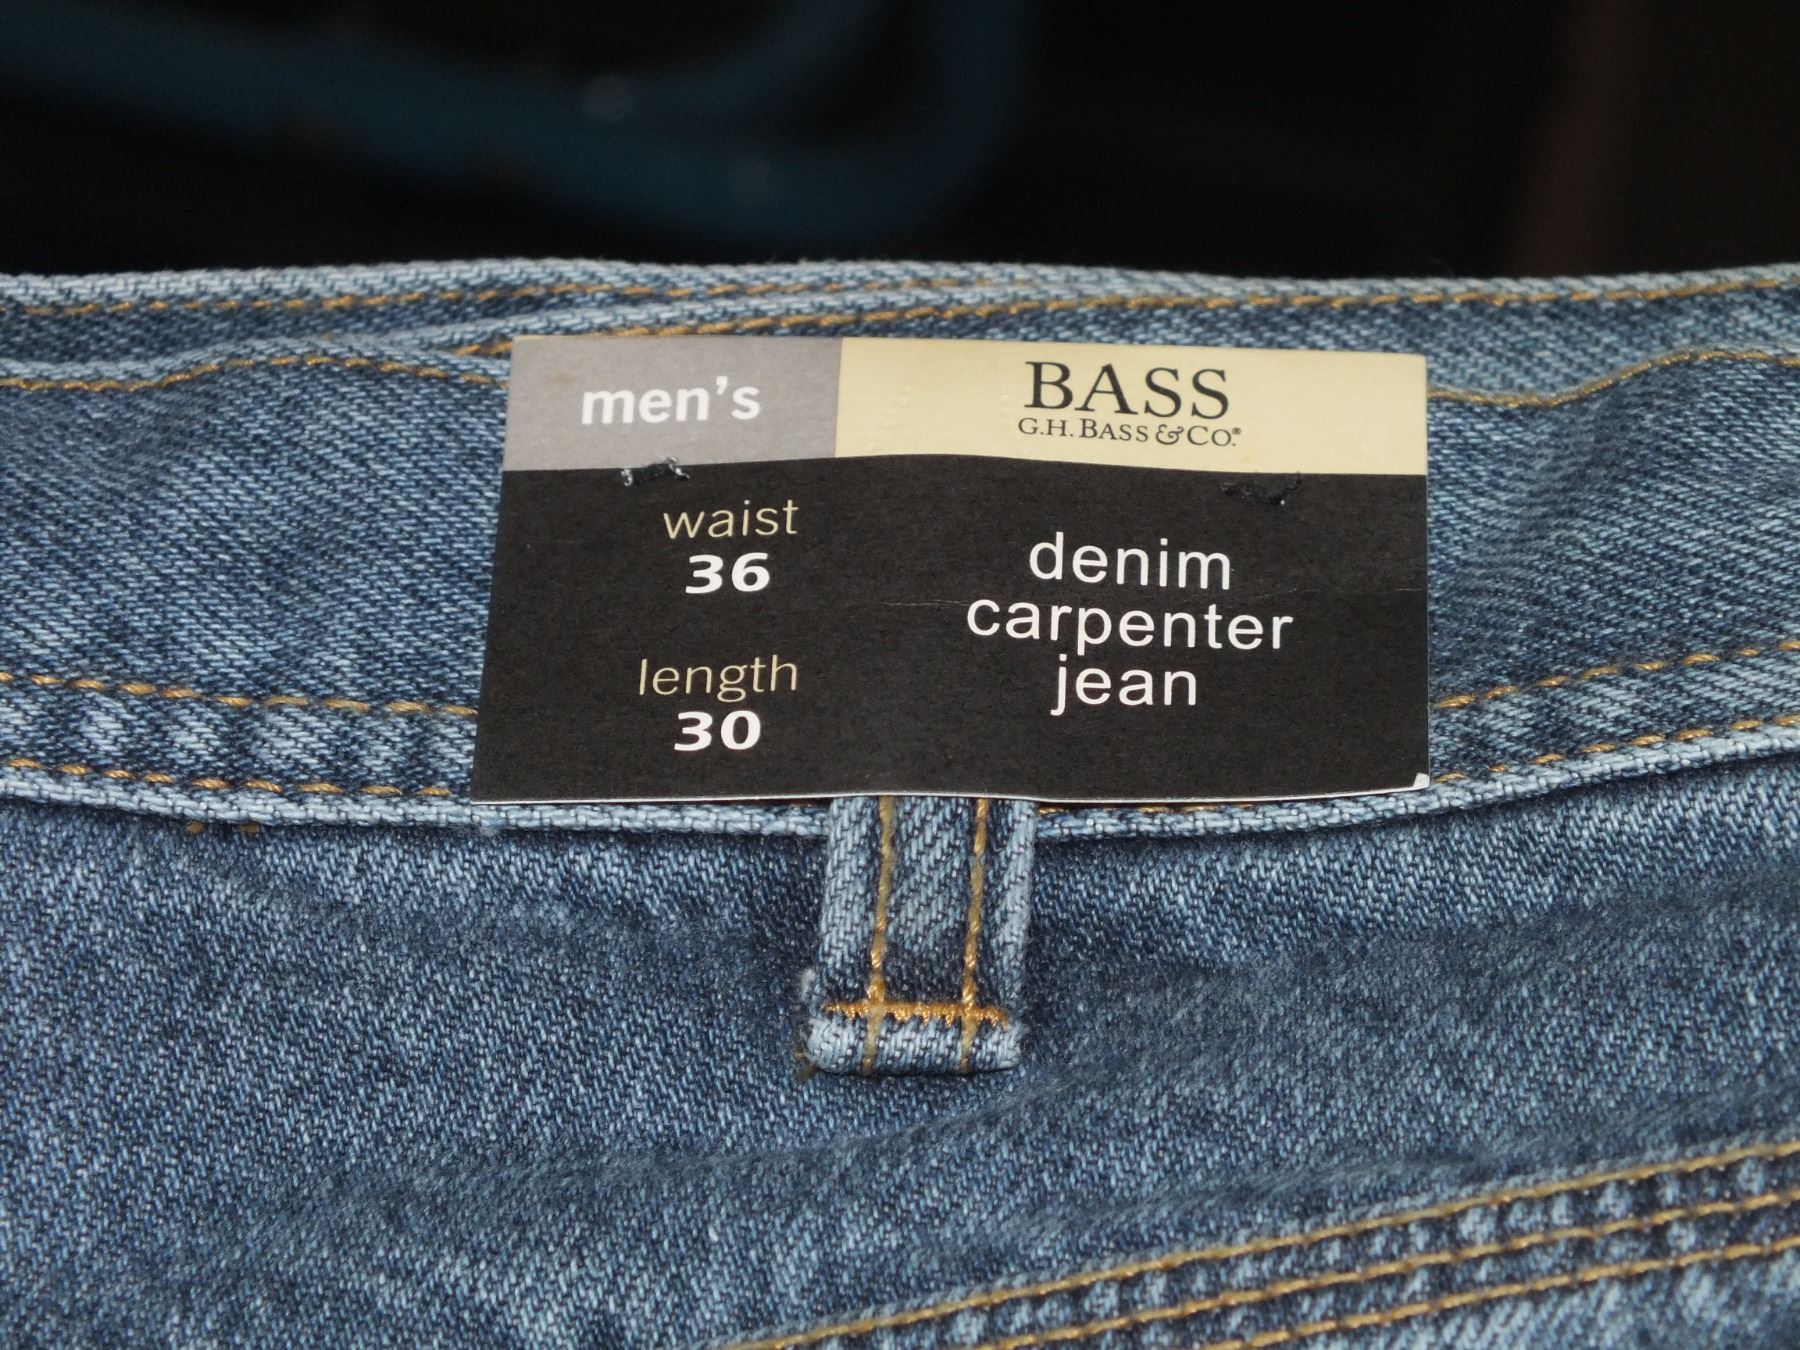 men's
BASS
G.H. BASS & CO.®
waist
36
length
30
denim
carpenter
jean